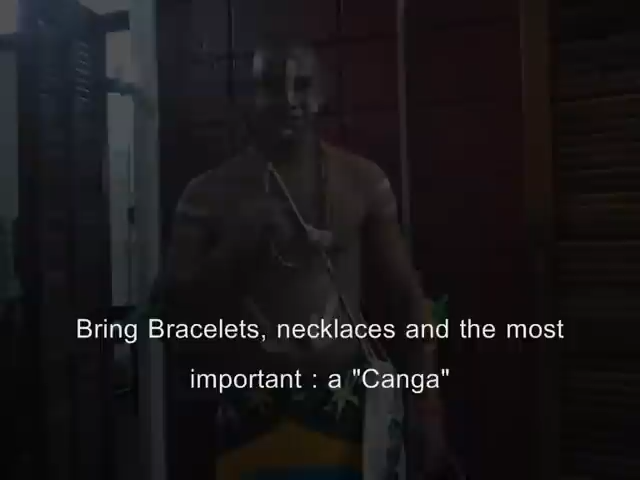 Bring Bracelets, necklaces and the most
important : a "Canga"